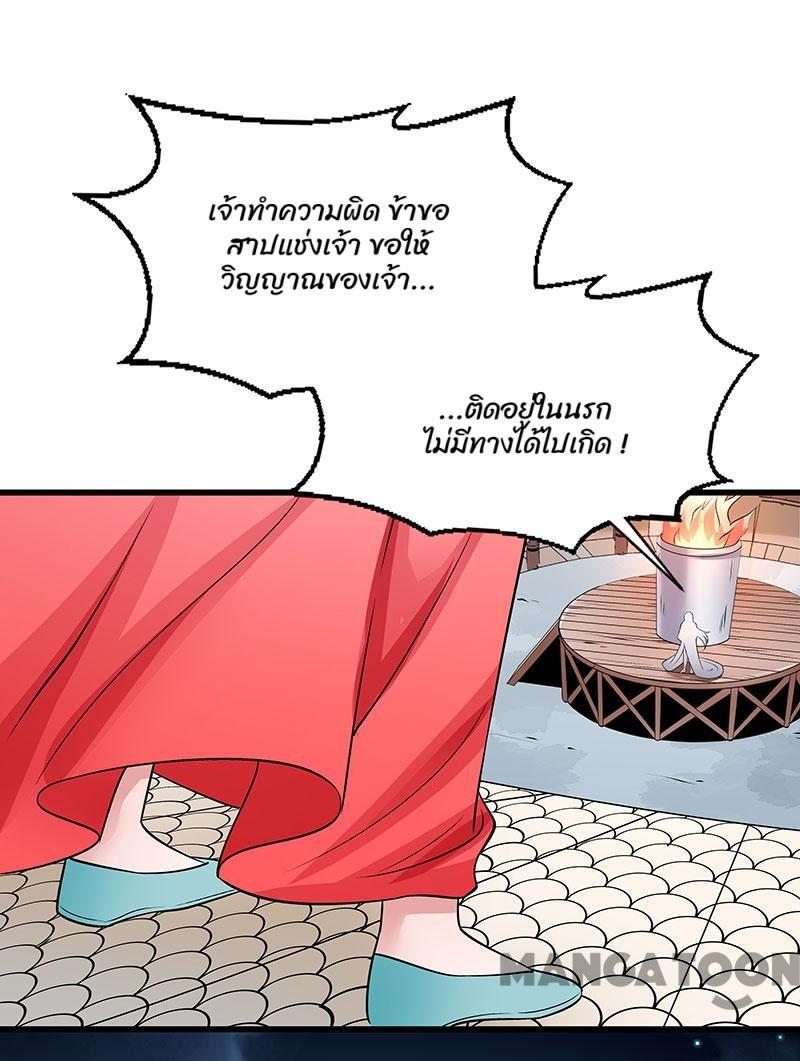 เจ้าทำความผิด ข้าขอ
สาปแช่งเจ้า ขอให้
วิญญาณของเจ้า...
...ติดอยู่ในนรก
ไม่มีทางได้ไปเกิด !
MANGATOON